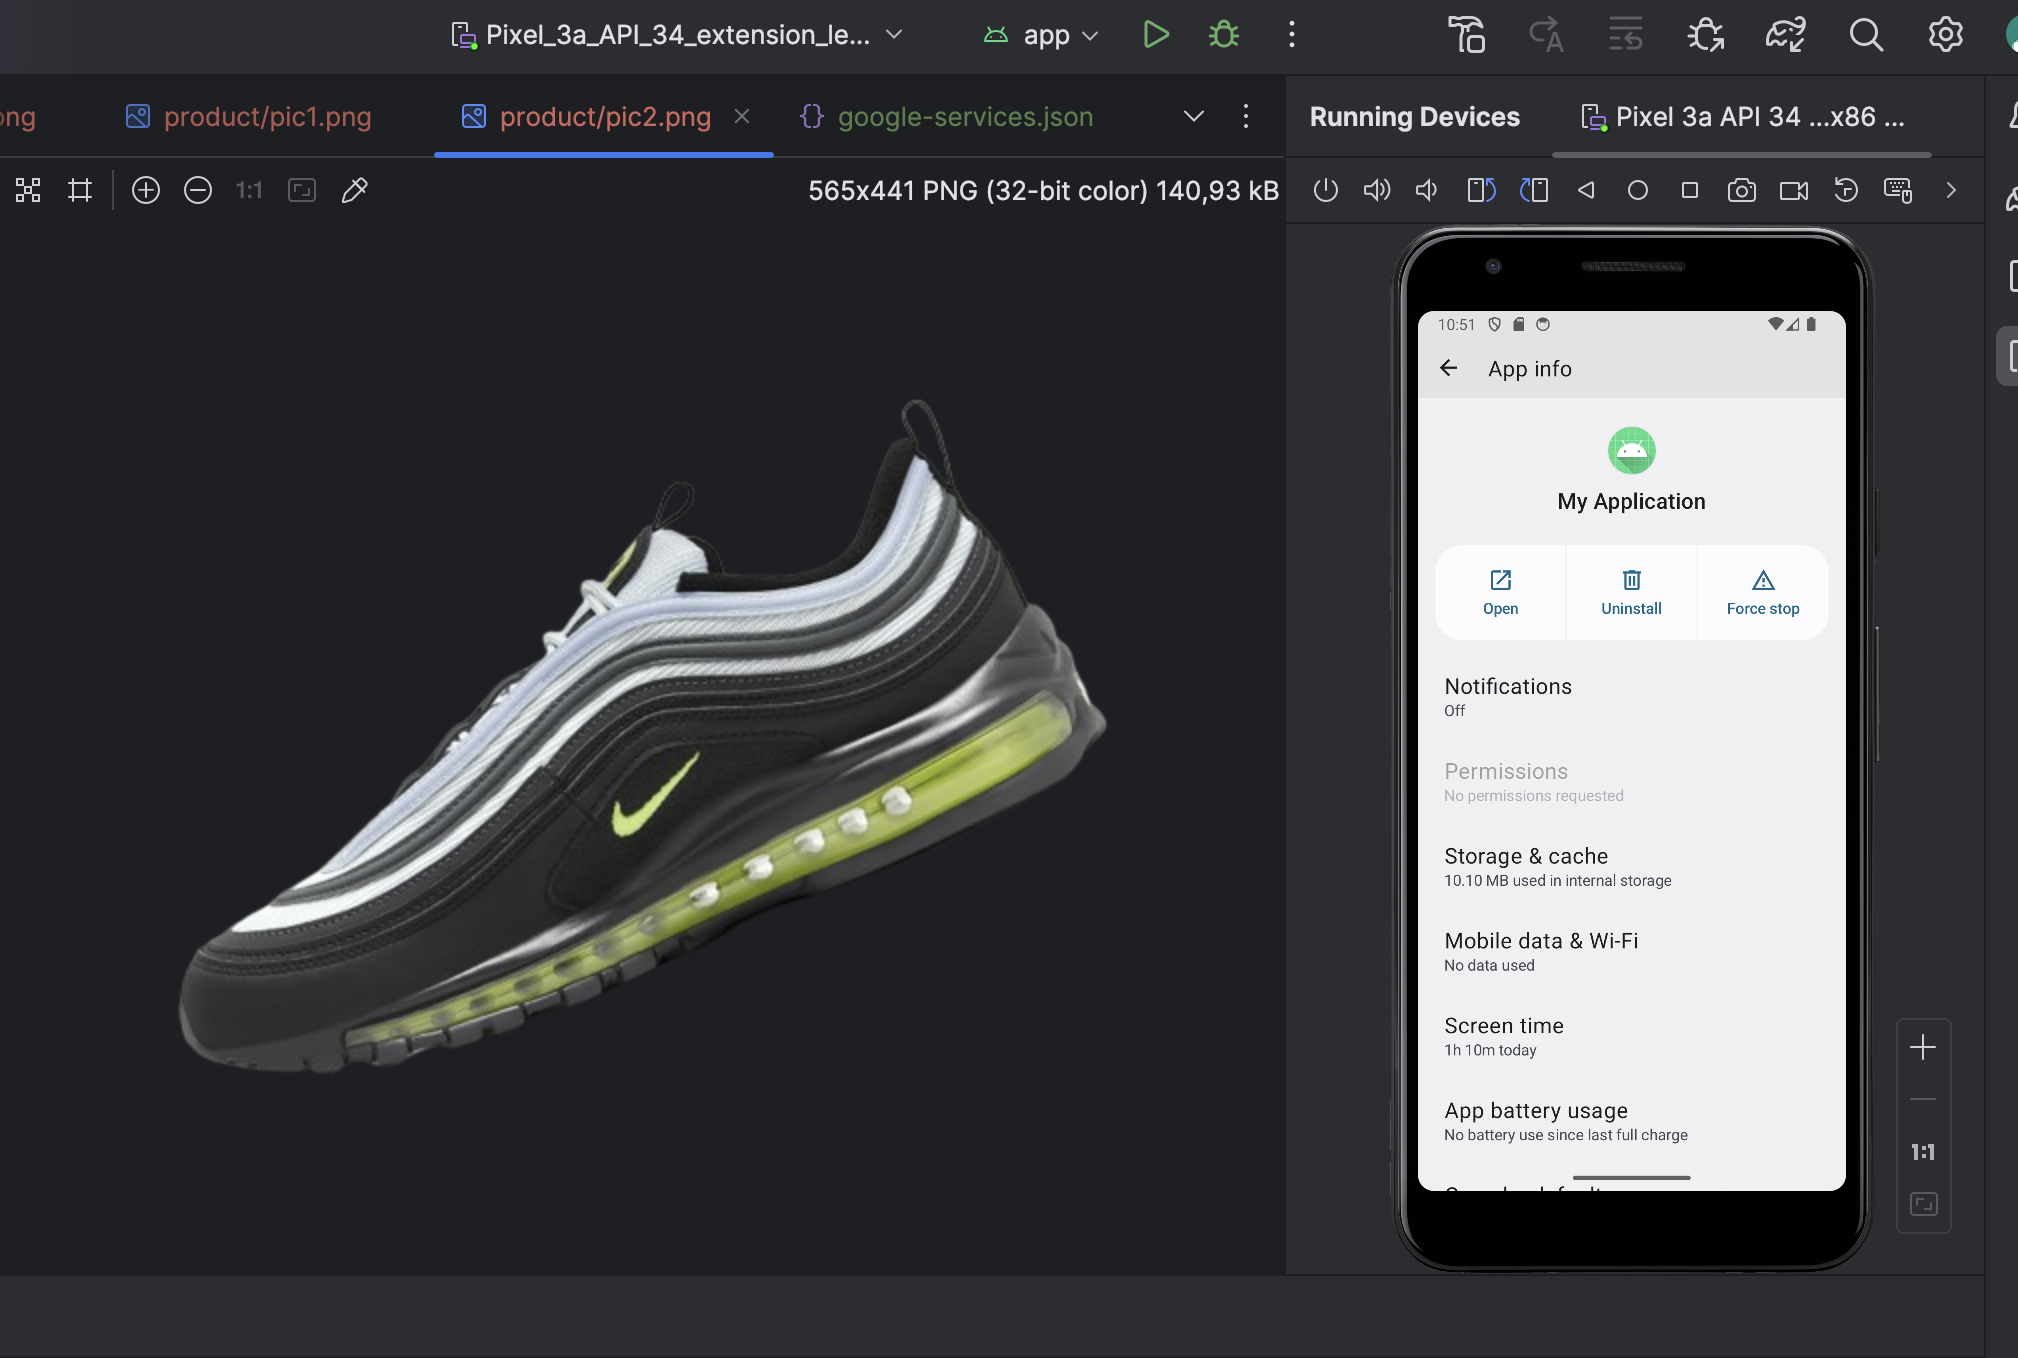 Pixel_3a_API_34_extension_le...
app
product/pic1.png
product/pic2.png
google-services.json
Running Devices
Pixel 3a API 34 ...x86 ...
1:1
565x441 PNG (32-bit color) 140,93 kB
10:51
App info
My Application
Open
Uninstall
Force stop
Notifications
Off
Permissions
No permissions requested
Storage & cache
10.10 MB used in internal storage
Mobile data & Wi-Fi
No data used
Screen time
1h 10m today
App battery usage
No battery use since last full charge
1:1